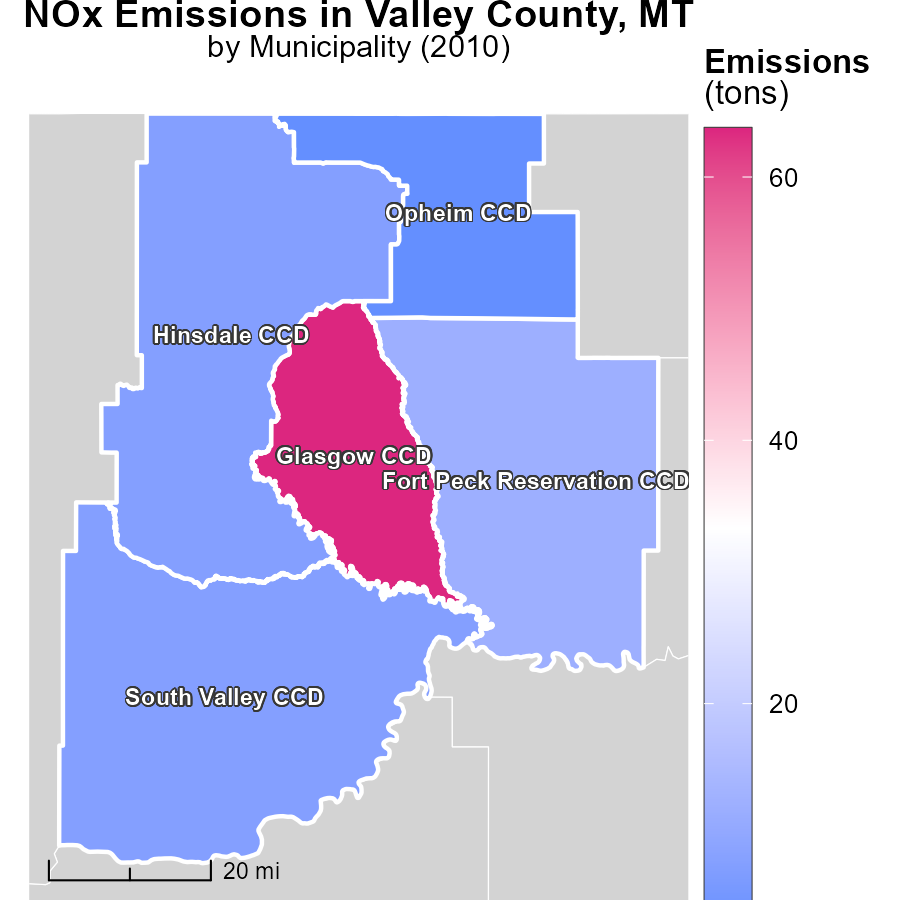 NOx Emissions in Valley County, MT
by Municipality (2010)
Emissions
(tons)
60
40
20
Opheim CCD
Hinsdale CCD
Glasgow CCD
Fort Peck Reservation CCD
South Valley CCD
20 mi